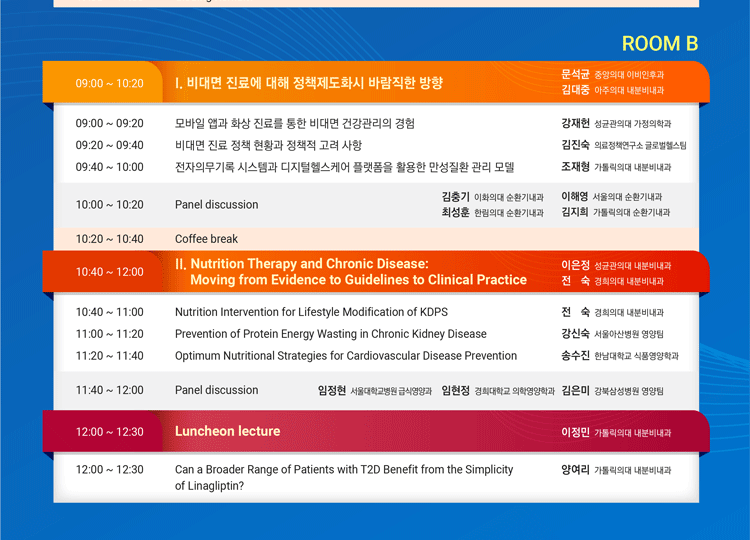 ROOM B
09:00 ~ 10:20 I. 비대면 진료에 대해 정책제도화시 바람직한 방향 문석균 중앙의대 이비인후과
김대중 아주의대 내분비내과
09:00 ~ 09:20 모바일 앱과 화상 진료를 통한 비대면 건강관리의 경험 강재헌 성균관의대 가정의학과
09:20 ~ 09:40 비대면 진료 정책 현황과 정책적 고려 사항 김진숙 의료정책연구소 글로벌헬스팀
09:40 ~ 10:00 전자의무기록 시스템과 디지털헬스케어 플랫폼을 활용한 만성질환 관리 모델 조재형 가톨릭의대 내분비내과
10:00 ~ 10:20 Panel discussion 김충기 이화의대 순환기내과 이해영 서울의대 순환기내과
최성훈 한림의대 순환기내과 김지희 가톨릭의대 순환기내과
10:20 ~ 10:40 Coffee break
10:40 ~ 12:00 II. Nutrition Therapy and Chronic Disease: 이은정 성균관의대 내분비내과
Moving from Evidence to Guidelines to Clinical Practice 전 숙 경희의대 내분비내과
10:40 ~ 11:00 Nutrition Intervention for Lifestyle Modification of KDPS 전 숙 경희의대 내분비내과
11:00 ~ 11:20 Prevention of Protein Energy Wasting in Chronic Kidney Disease 강신숙 서울아산병원 영양팀
11:20 ~ 11:40 Optimum Nutritional Strategies for Cardiovascular Disease Prevention 송수진 한남대학교 식품영양학과
11:40 ~ 12:00 Panel discussion 임정현 서울대학교병원 급식영양과 임현정 경희대학교 의학영양학과 김은미 강북삼성병원 영양팀
12:00 ~ 12:30 Luncheon lecture 이정민 가톨릭의대 내분비내과
12:00 ~ 12:30 Can a Broader Range of Patients with T2D Benefit from the Simplicity 양여리 가톨릭의대 내분비내과
of Linagliptin?